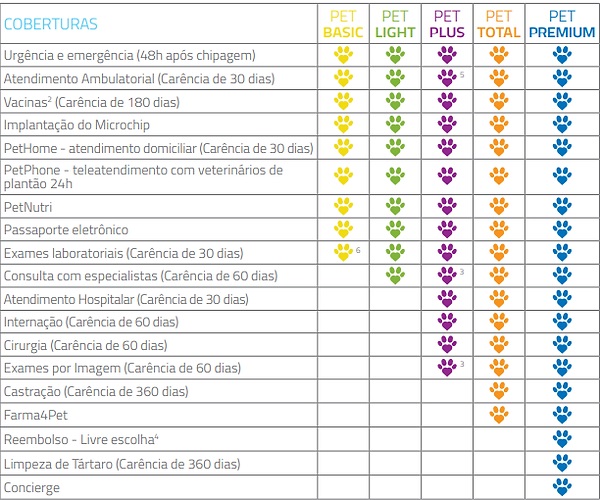 COBERTURAS PET BASIC PET LIGHT PET PLUS PET TOTAL PET PREMIUM
Urgência e emergência (48h após chipagem)
Atendimento Ambulatorial (Carência de 30 dias) 5
Vacinas² (Carência de 180 dias)
Implantação do Microchip
PetHome - atendimento domiciliar (Carência de 30 dias)
PetPhone - teleatendimento com veterinários de
plantão 24h
PetNutri
Passaporte eletrônico
Exames laboratoriais (Carência de 30 dias) 6
Consulta com especialistas (Carência de 60 dias) 3
Atendimento Hospitalar (Carência de 30 dias)
Internação (Carência de 60 dias)
Cirurgia (Carência de 60 dias)
Exames por Imagem (Carência de 60 dias) 3
Castração (Carência de 360 dias)
Farma4Pet
Reembolso - Livre escolha⁴
Limpeza de Tártaro (Carência de 360 dias)
Concierge